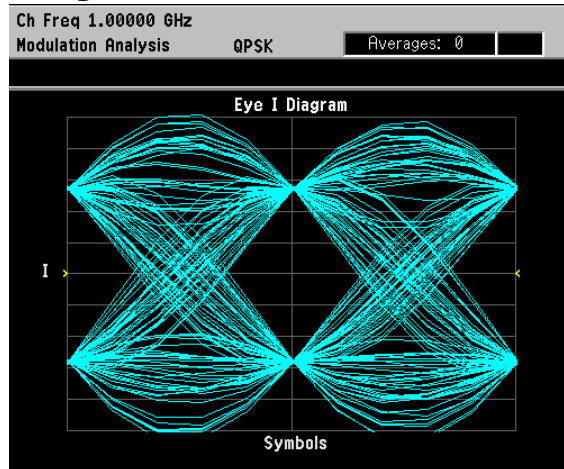 Ch Freq 1.00000 GHz
Modulation Analysis QPSK Averages: 0
Eye I Diagram
I
Symbols